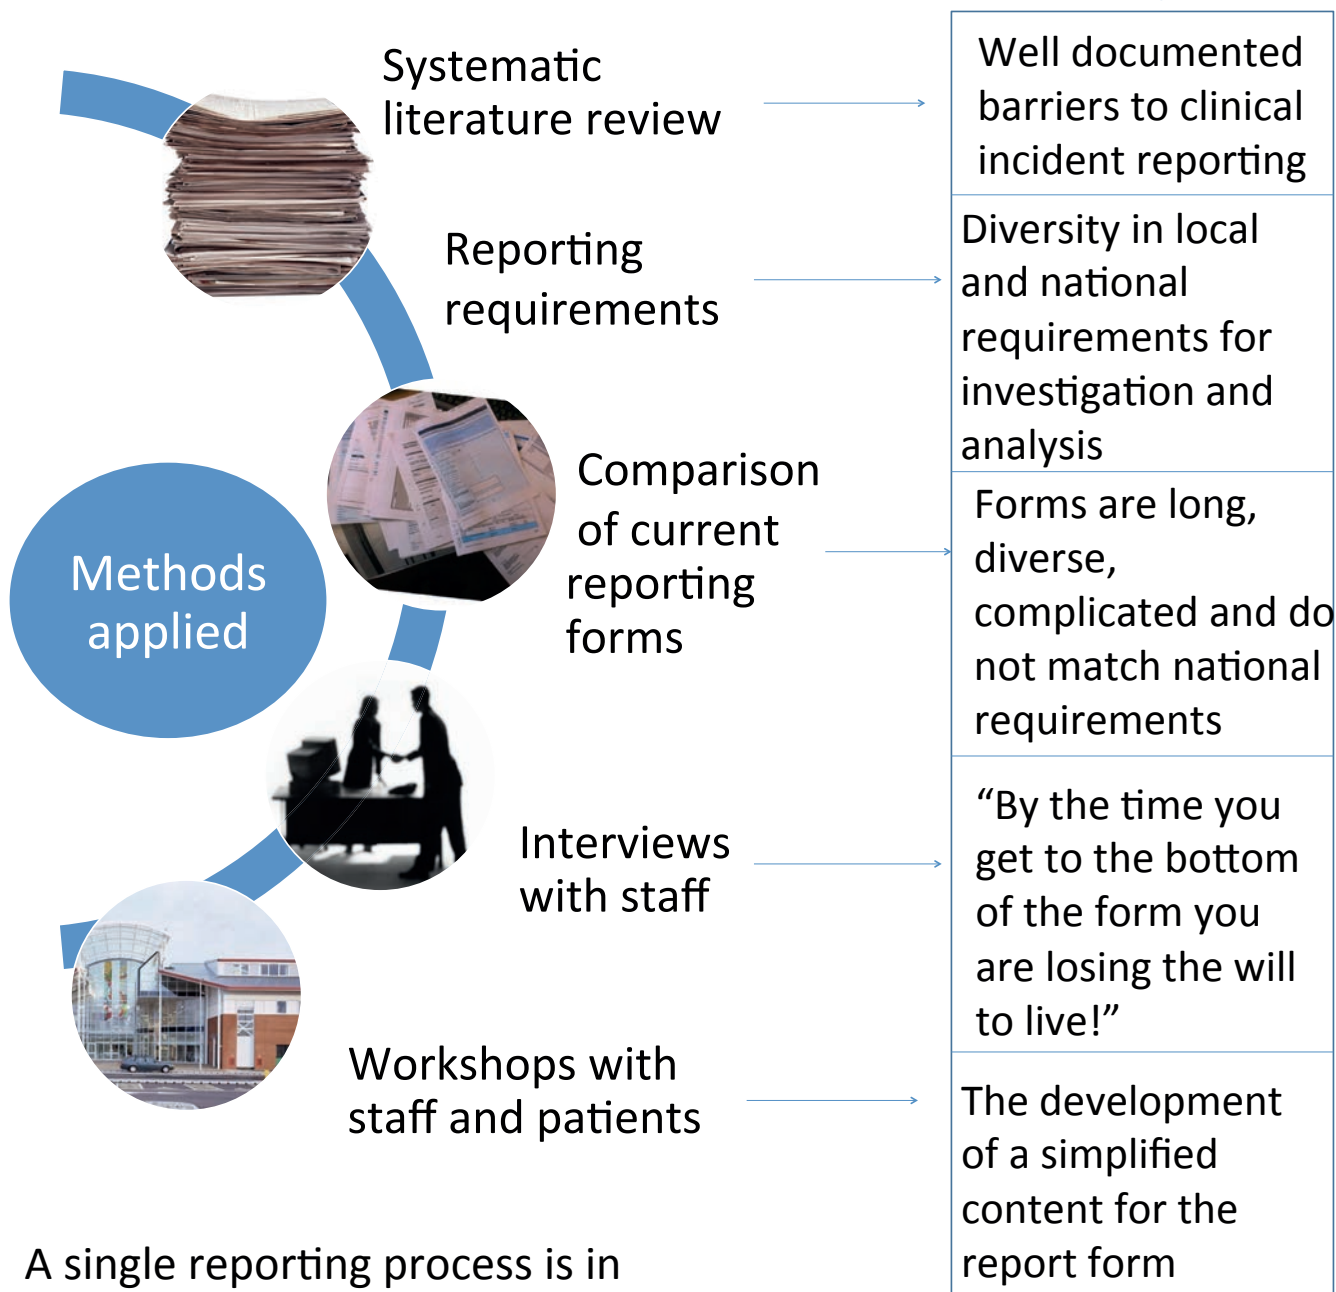 Systematic
literature review
Well documented
barriers to clinical
incident reporting
Reporting
requirements
Diversity in local
and national
requirements for
investigation and
analysis
Comparison
of current
reporting
forms
Forms are long,
diverse,
complicated and do
not match national
requirements
Methods
applied
Interviews
with staff
“By the time you
get to the bottom
of the form you
are losing the will
to live!”
Workshops with
staff and patients
The development
of a simplified
content for the
report form
A single reporting process is in